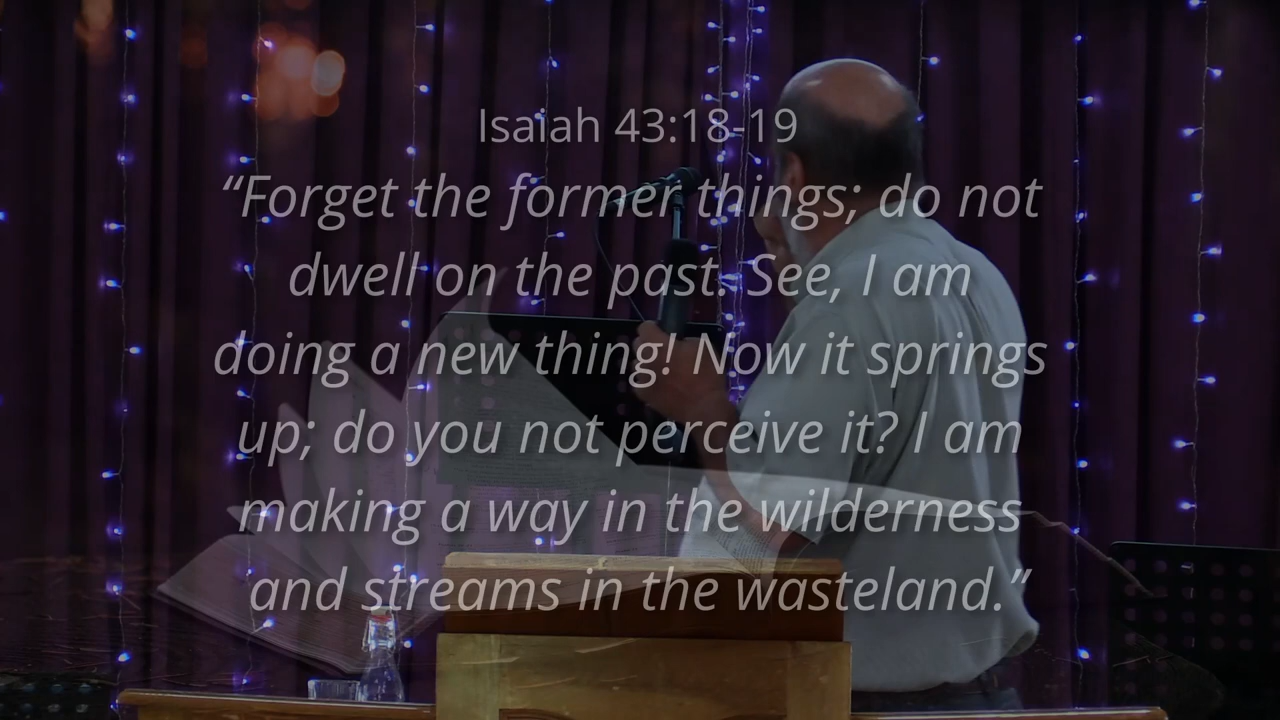 Isaiah 43:18-19
“Forget the former things; do not
dwell on the past. See, I am
doing a new thing! Now it springs
up; do you not perceive it? I am
making a way in the wilderness
and streams in the wasteland.”